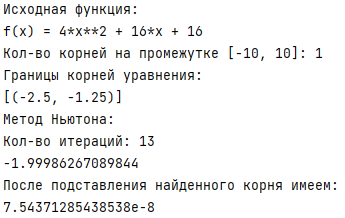 Исходная функция:
f(x) = 4*x**2 + 16*x + 16
Кол-во корней на промежутке [-10, 10]: 1
Границы корней уравнения:
[(-2.5, -1.25)]
Метод Ньютона:
Кол-во итераций: 13
-1.99986267089844
После подставления найденного корня имеем:
7.54371285438538e-8